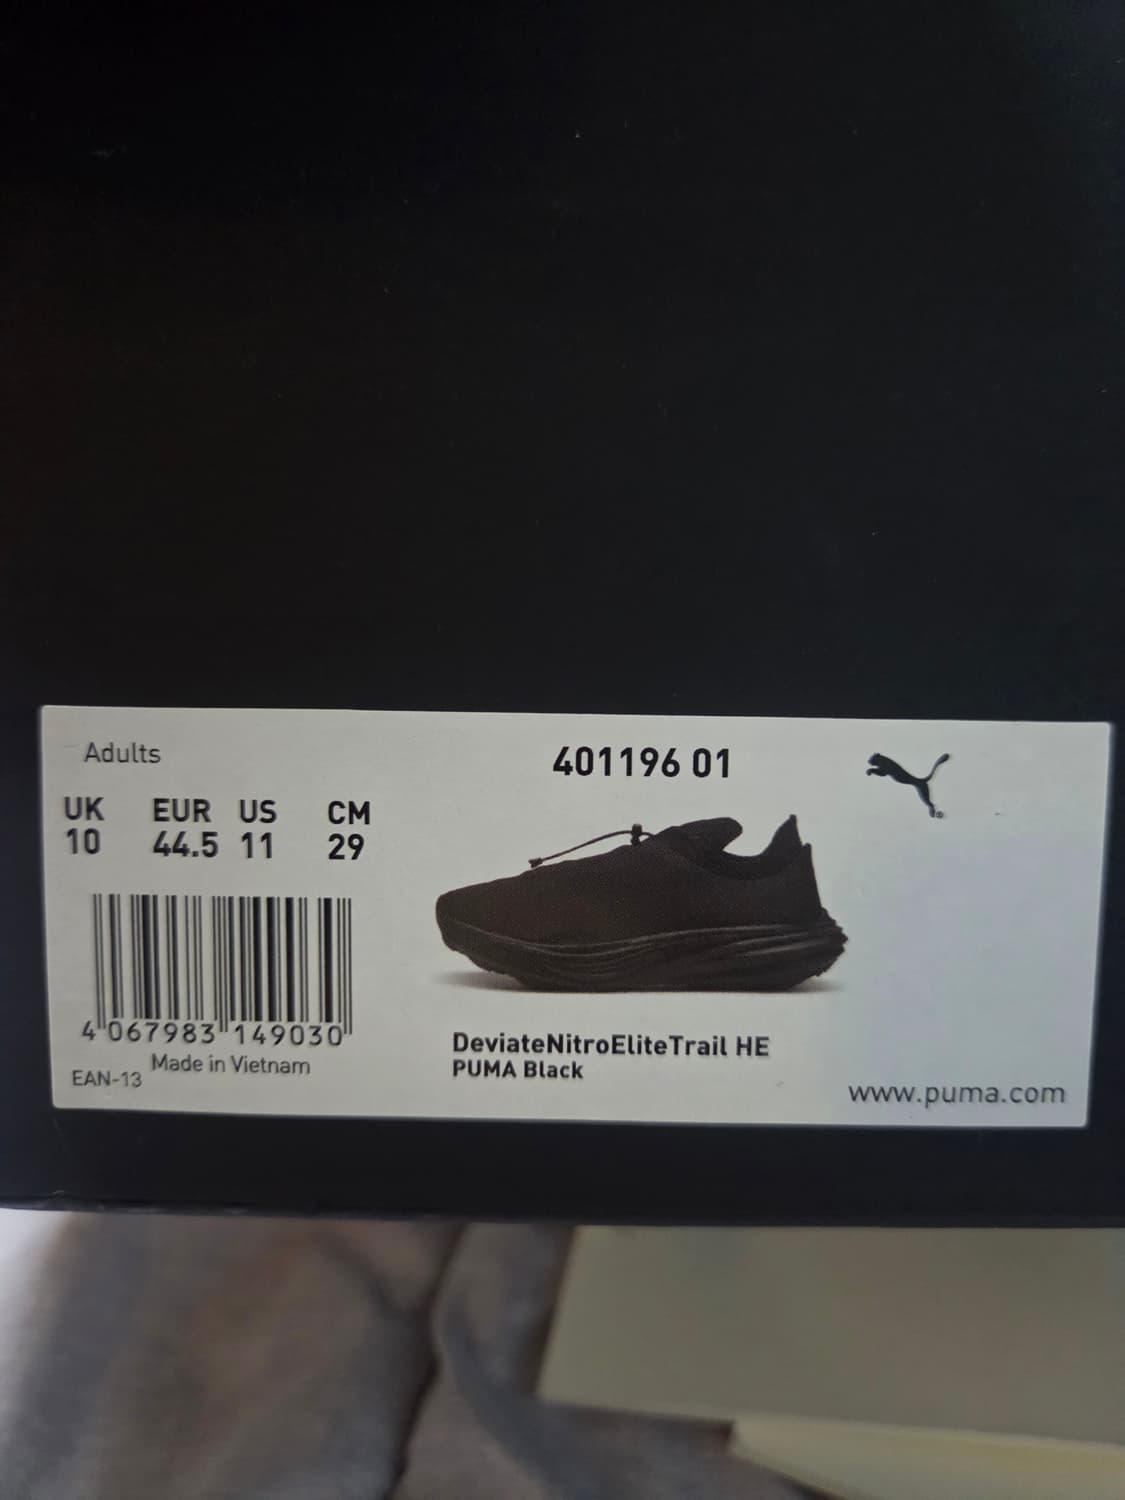 Adults
401196 01
UK EUR US CM
10 44.5 11 29
4 067983 149030
Made in Vietnam
EAN-13
DeviateNitroEliteTrail HE
PUMA Black
www.puma.com